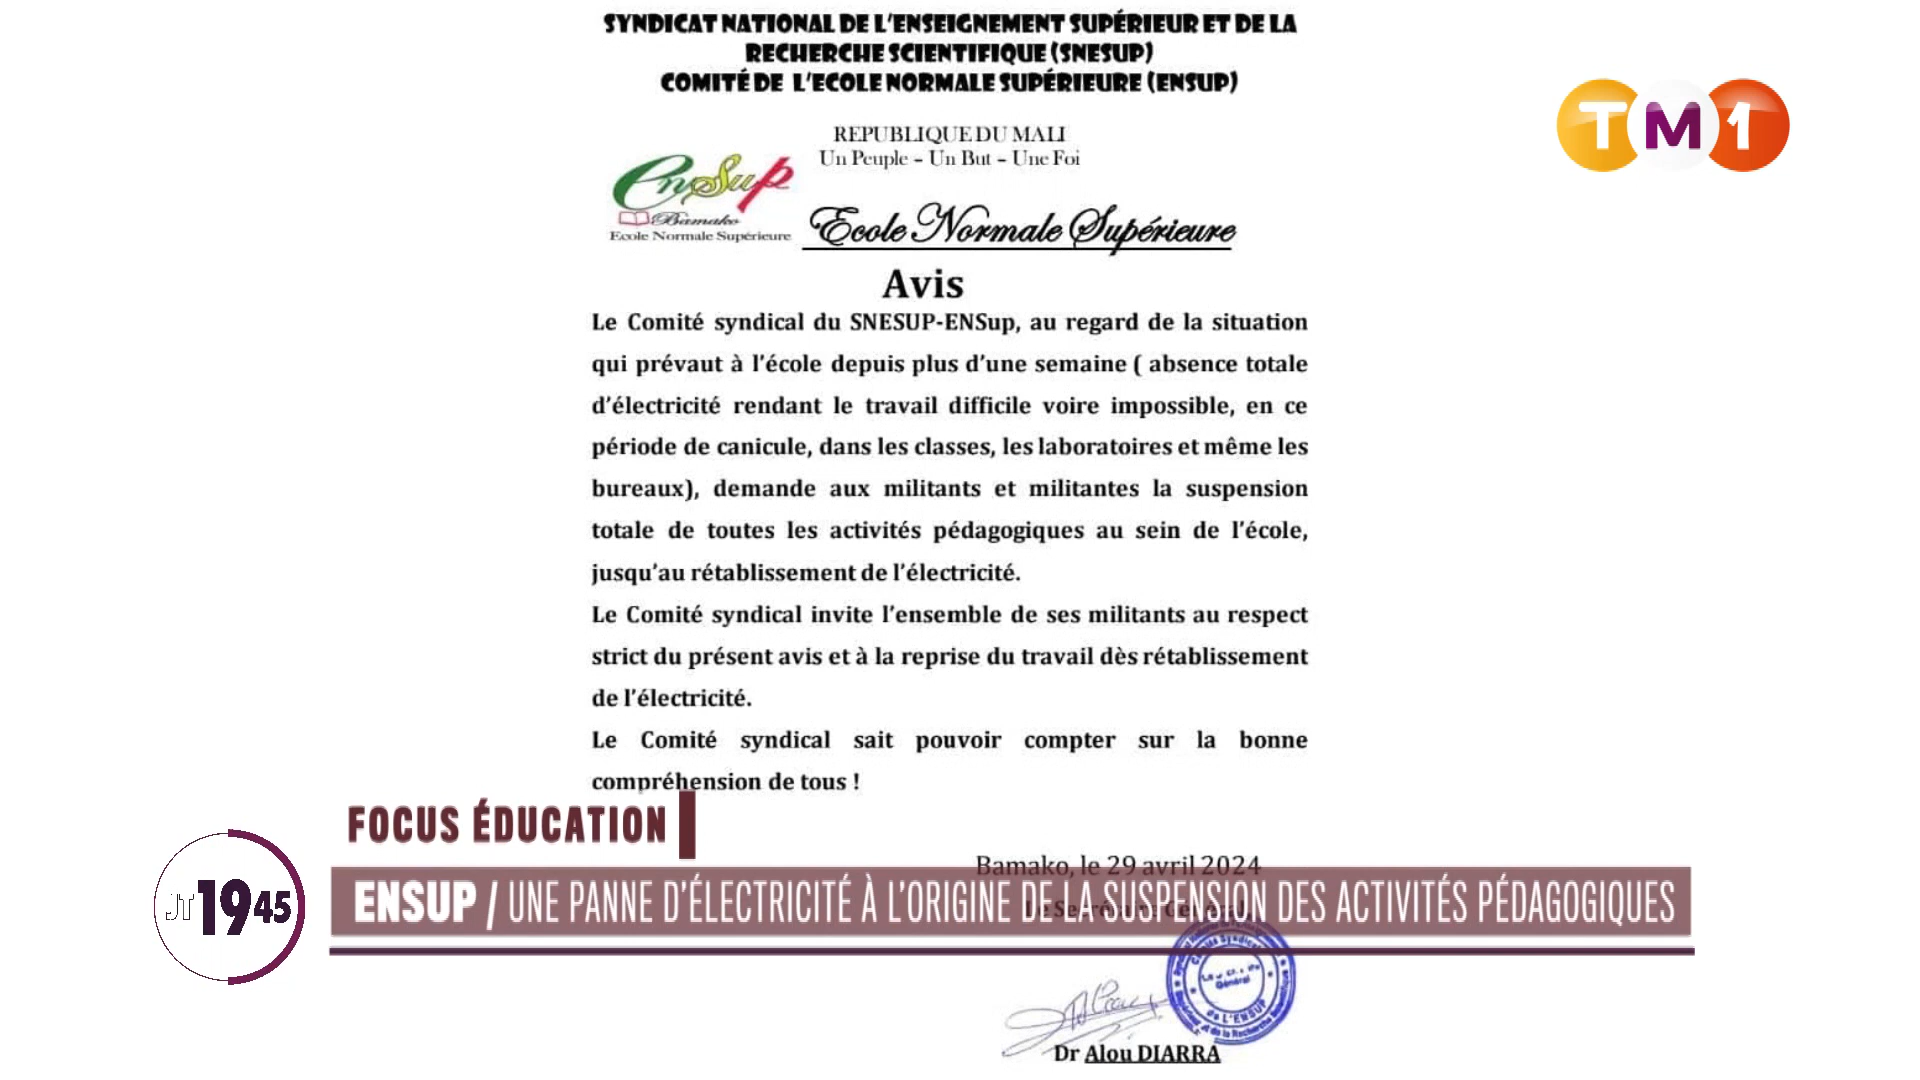 SYNDICAT NATIONAL DE L'ENSEIGNEMENT SUPÉRIEUR ET DE LA
RECHERCHE SCIENTIFIQUE (SNESUP)
COMITÉ DE L'ECOLE NORMALE SUPÉRIEURE (ENSUP)
TM1
REPUBLIQUE DU MALI
Un Peuple – Un But – Une Foi
EnSup
Bamako
Ecole Normale Supérieure
Ecole Normale Supérieure
Avis
Le Comité syndical du SNESUP-ENSup, au regard de la situation
qui prévaut à l'école depuis plus d'une semaine ( absence totale
d'électricité rendant le travail difficile voire impossible, en ce
période de canicule, dans les classes, les laboratoires et même les
bureaux), demande aux militants et militantes la suspension
totale de toutes les activités pédagogiques au sein de l'école,
jusqu'au rétablissement de l'électricité.
Le Comité syndical invite l'ensemble de ses militants au respect
strict du présent avis et à la reprise du travail dès rétablissement
de l'électricité.
Le Comité syndical sait pouvoir compter sur la bonne
compréhension de tous !
FOCUS ÉDUCATION
Bamako, le 29 avril 2024
JT 19 45
ENSUP / UNE PANNE D'ÉLECTRICITÉ À L'ORIGINE DE LA SUSPENSION DES ACTIVITÉS PÉDAGOGIQUES
Le Secrétaire Général
Général
de L'ENSUP
Dr Alou DIARRA